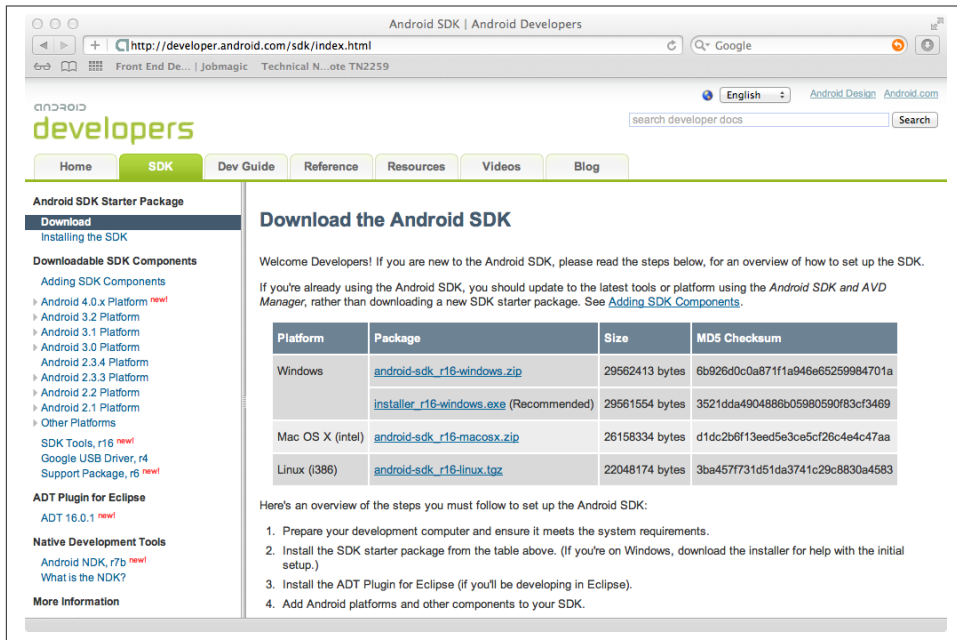 Android SDK | Android Developers
http://developer.android.com/sdk/index.html
Google
Front End De... | Jobmagic Technical N...ote TN2259
English
Android Design Android.com
android
developers
search developer docs
Search
Home SDK Dev Guide Reference Resources Videos Blog
Android SDK Starter Package
Download
Installing the SDK
Downloadable SDK Components
Adding SDK Components
Android 4.0.x Platform new!
Android 3.2 Platform
Android 3.1 Platform
Android 3.0 Platform
Android 2.3.4 Platform
Android 2.3.3 Platform
Android 2.2 Platform
Android 2.1 Platform
Other Platforms
SDK Tools, r16 new!
Google USB Driver, r4
Support Package, r6 new!
ADT Plugin for Eclipse
ADT 16.0.1 new!
Native Development Tools
Android NDK, r7b new!
What is the NDK?
More Information
Download the Android SDK
Welcome Developers! If you are new to the Android SDK, please read the steps below, for an overview of how to set up the SDK.
If you're already using the Android SDK, you should update to the latest tools or platform using the Android SDK and AVD
Manager, rather than downloading a new SDK starter package. See Adding SDK Components.
Platform Package Size MD5 Checksum
Windows android-sdk_r16-windows.zip 29562413 bytes 6b926d0c0a871f1a946e65259984701a
installer_r16-windows.exe (Recommended) 29561554 bytes 3521dda4904886b05980590f83cf3469
Mac OS X (intel) android-sdk_r16-macosx.zip 26158334 bytes d1dc2b6f13eed5e3ce5cf26c4e4c47aa
Linux (i386) android-sdk_r16-linux.tgz 22048174 bytes 3ba457f731d51da3741c29c8830a4583
Here's an overview of the steps you must follow to set up the Android SDK:
1. Prepare your development computer and ensure it meets the system requirements.
2. Install the SDK starter package from the table above. (If you're on Windows, download the installer for help with the initial
setup.)
3. Install the ADT Plugin for Eclipse (if you'll be developing in Eclipse).
4. Add Android platforms and other components to your SDK.